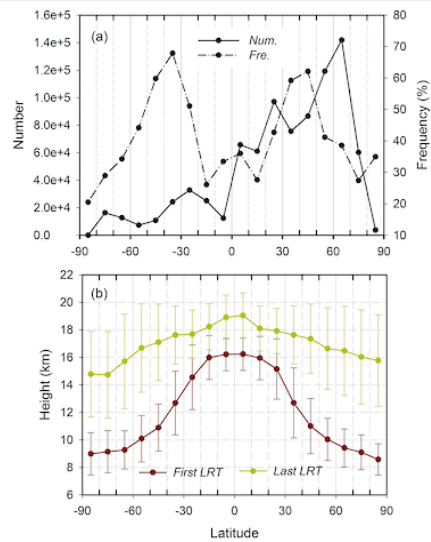 (a)
Num.
Fre.
1.6e+5
1.4e+5
1.2e+5
1.0e+5
8.0e+4
6.0e+4
4.0e+4
2.0e+4
0.0
Number
80
70
60
50
40
30
20
10
Frequency (%)
-90 -60 -30 0 30 60 90
(b)
22
20
18
16
14
12
10
8
6
Height (km)
First LRT Last LRT
-90 -60 -30 0 30 60 90
Latitude